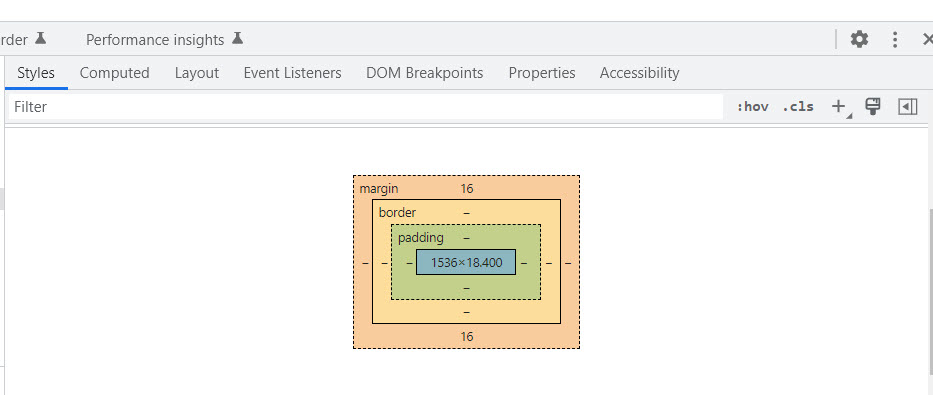 rder Performance insights
Styles Computed Layout Event Listeners DOM Breakpoints Properties Accessibility
Filter :hov .cls
margin 16
border –
padding –
– – – 1536×18.400 – – –
–
–
16